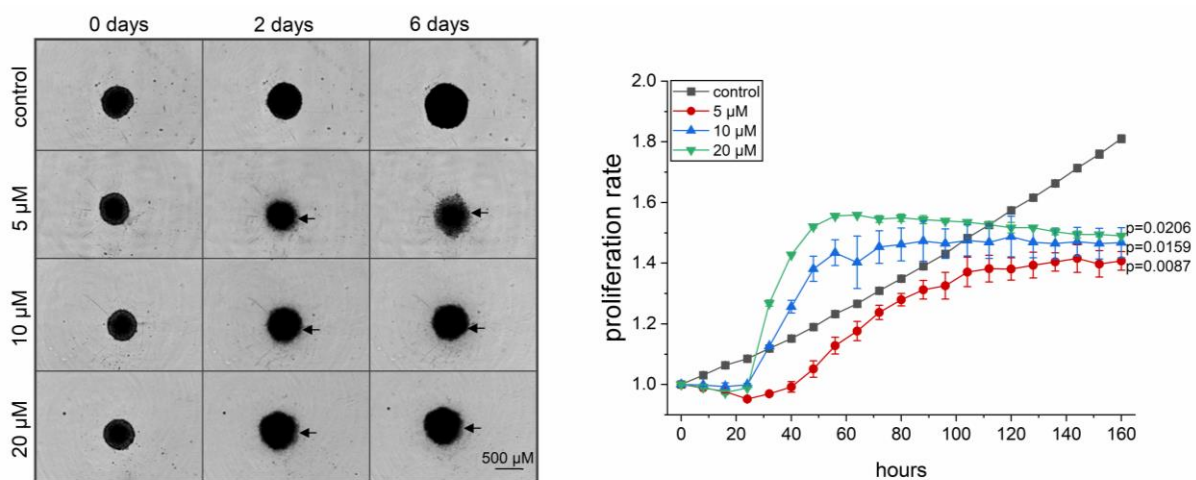 0 days 2 days 6 days
control
5 µM
10 µM
20 µM
500 µM
control
5 µM
10 µM
20 µM
proliferation rate
2.0
1.8
1.6
1.4
1.2
1.0
p=0.0206
p=0.0159
p=0.0087
0 20 40 60 80 100 120 140 160
hours